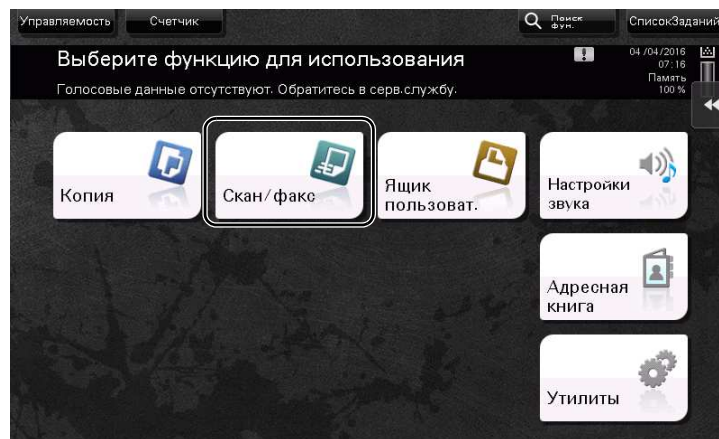 Управляемость
Счетчик
Поиск
фун.
СписокЗаданий
Выберите функцию для использования
Голосовые данные отсутствуют. Обратитесь в серв.службу.
04/04/2016
07:16
Память
100 %
Копия
Скан/факс
Ящик
пользоват.
Настройки
звука
Адресная
книга
Утилиты